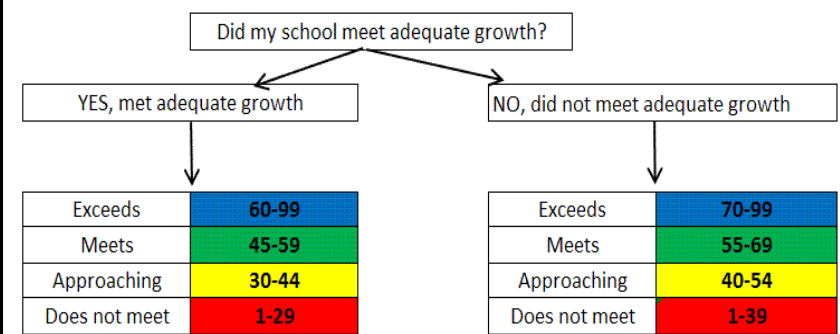 Did my school meet adequate growth?
YES, met adequate growth
NO, did not meet adequate growth
Exceeds 60-99
Meets 45-59
Approaching 30-44
Does not meet 1-29
Exceeds 70-99
Meets 55-69
Approaching 40-54
Does not meet 1-39